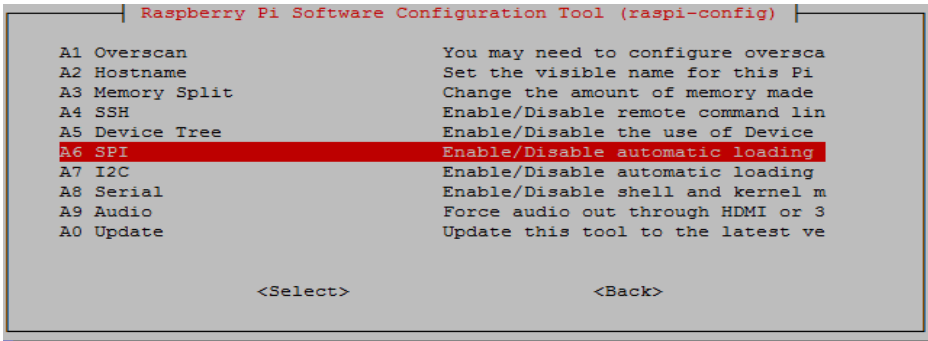 Raspberry Pi Software Configuration Tool (raspi-config)
A1 Overscan You may need to configure oversca
A2 Hostname Set the visible name for this Pi
A3 Memory Split Change the amount of memory made
A4 SSH Enable/Disable remote command lin
A5 Device Tree Enable/Disable the use of Device
A6 SPI Enable/Disable automatic loading
A7 I2C Enable/Disable automatic loading
A8 Serial Enable/Disable shell and kernel m
A9 Audio Force audio out through HDMI or 3
A0 Update Update this tool to the latest ve
<Select> <Back>